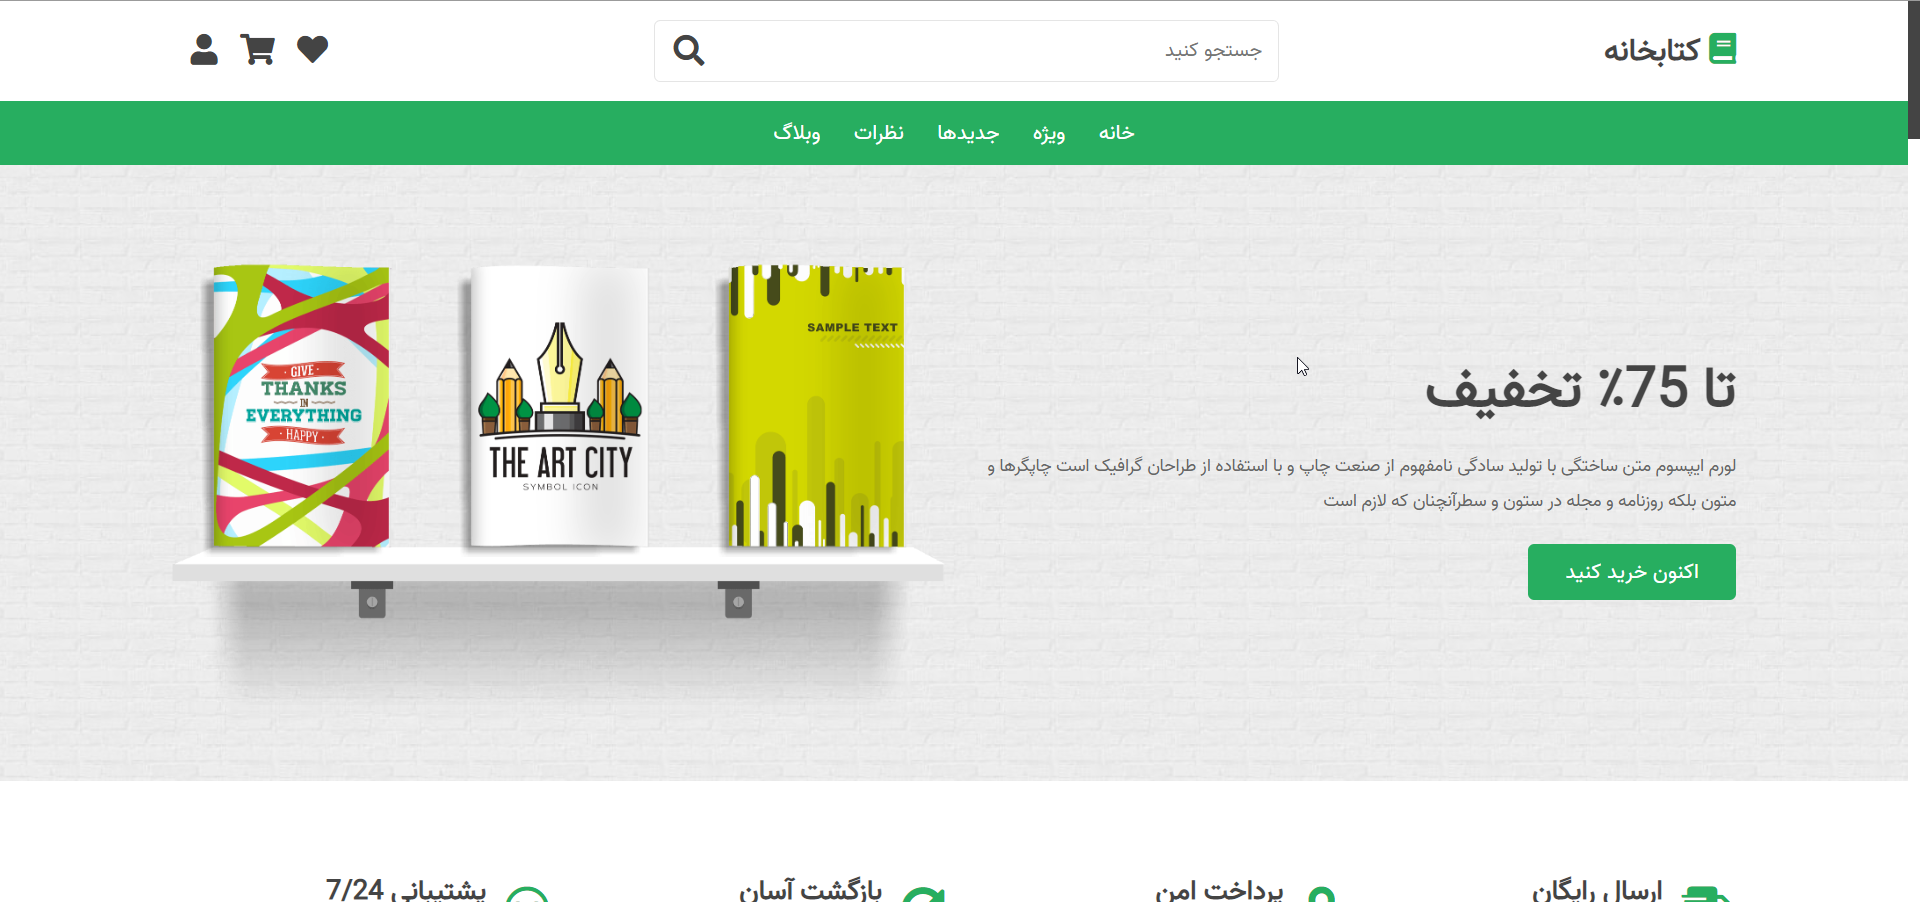 کتابخانه
جستجو کنید
خانه ویژه جدیدها نظرات وبلاگ
تا 75٪ تخفیف
لورم ایپسوم متن ساختگی با تولید سادگی نامفهوم از صنعت چاپ و با استفاده از طراحان گرافیک است چاپگرها و
متون بلکه روزنامه و مجله در ستون و سطرآنچنان که لازم است
اکنون خرید کنید
SAMPLE TEXT
THE ART CITY
SYMBOL ICON
· GIVE ·
THANKS
IN
EVERYTHING
· HAPPY ·
ارسال رایگان
پرداخت امن
بازگشت آسان
پشتیبانی 7/24